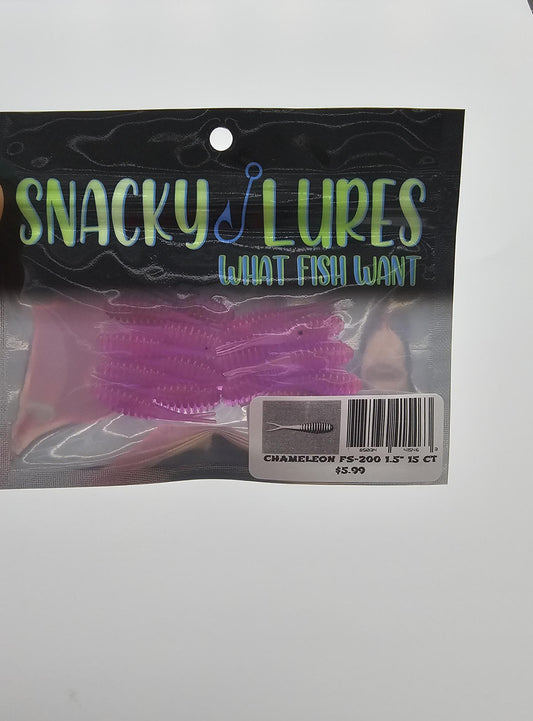 SNACKY LURES
WHAT FISH WANT
CHAMELEON FS-200 1.5" 15 CT
$5.99